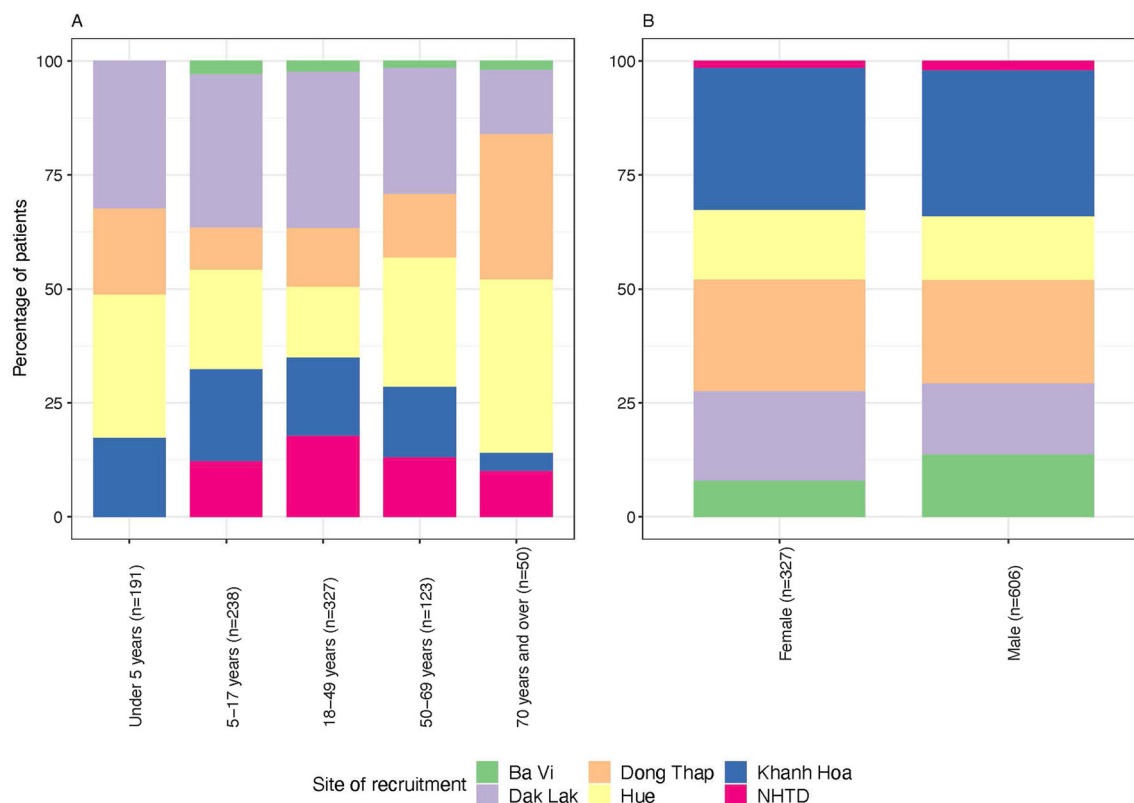 A
B
Percentage of patients
100
75
50
25
0
100
75
50
25
0
Under 5 years (n=191)
5−17 years (n=238)
18−49 years (n=327)
50−69 years (n=123)
70 years and over (n=50)
Female (n=327)
Male (n=606)
Site of recruitment
Ba Vi
Dong Thap
Khanh Hoa
Dak Lak
Hue
NHTD